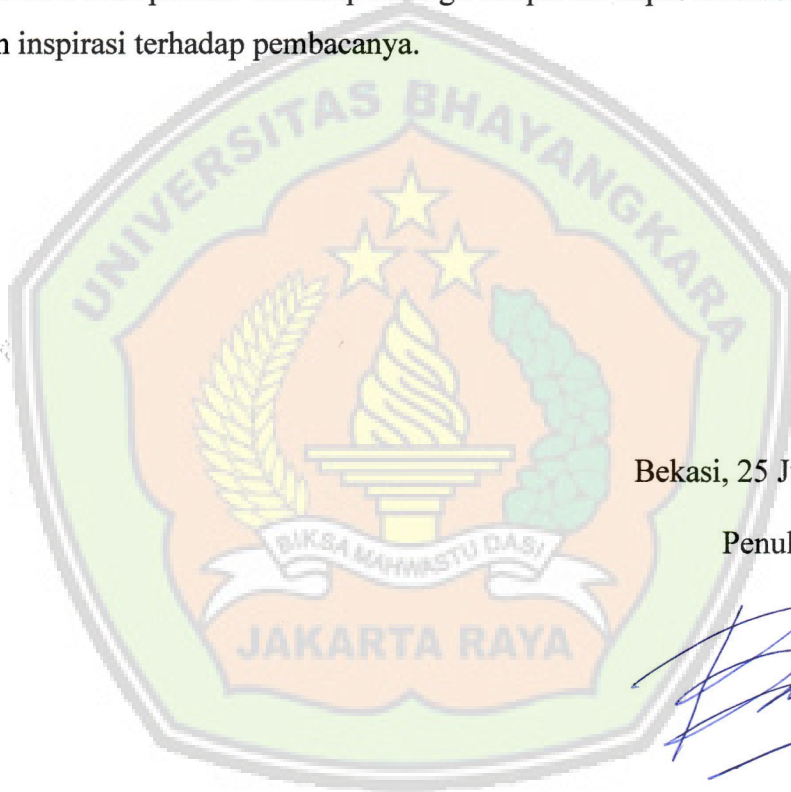 inspirasi terhadap pembacanya.
UNIVERSITAS BHAYANGKARA
Bekasi, 25 J
Penul
BIKSA MAHWASTU DASI
JAKARTA RAYA